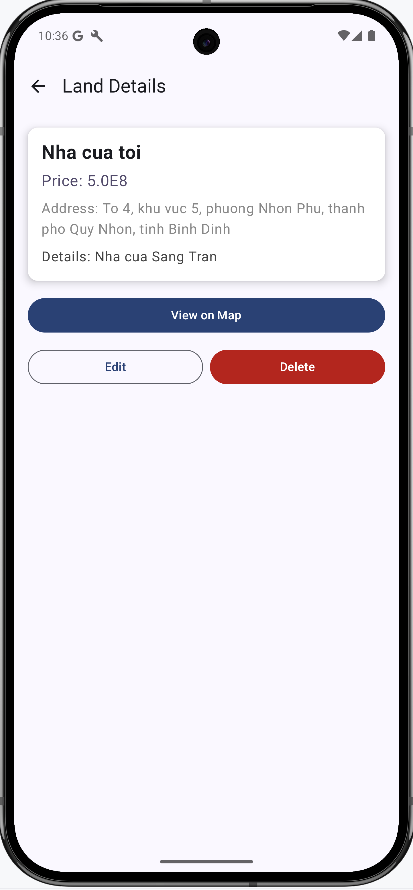 10:36 G
Land Details
Nha cua toi
Price: 5.0E8
Address: To 4, khu vuc 5, phuong Nhon Phu, thanh
pho Quy Nhon, tinh Binh Dinh
Details: Nha cua Sang Tran
View on Map
Edit
Delete